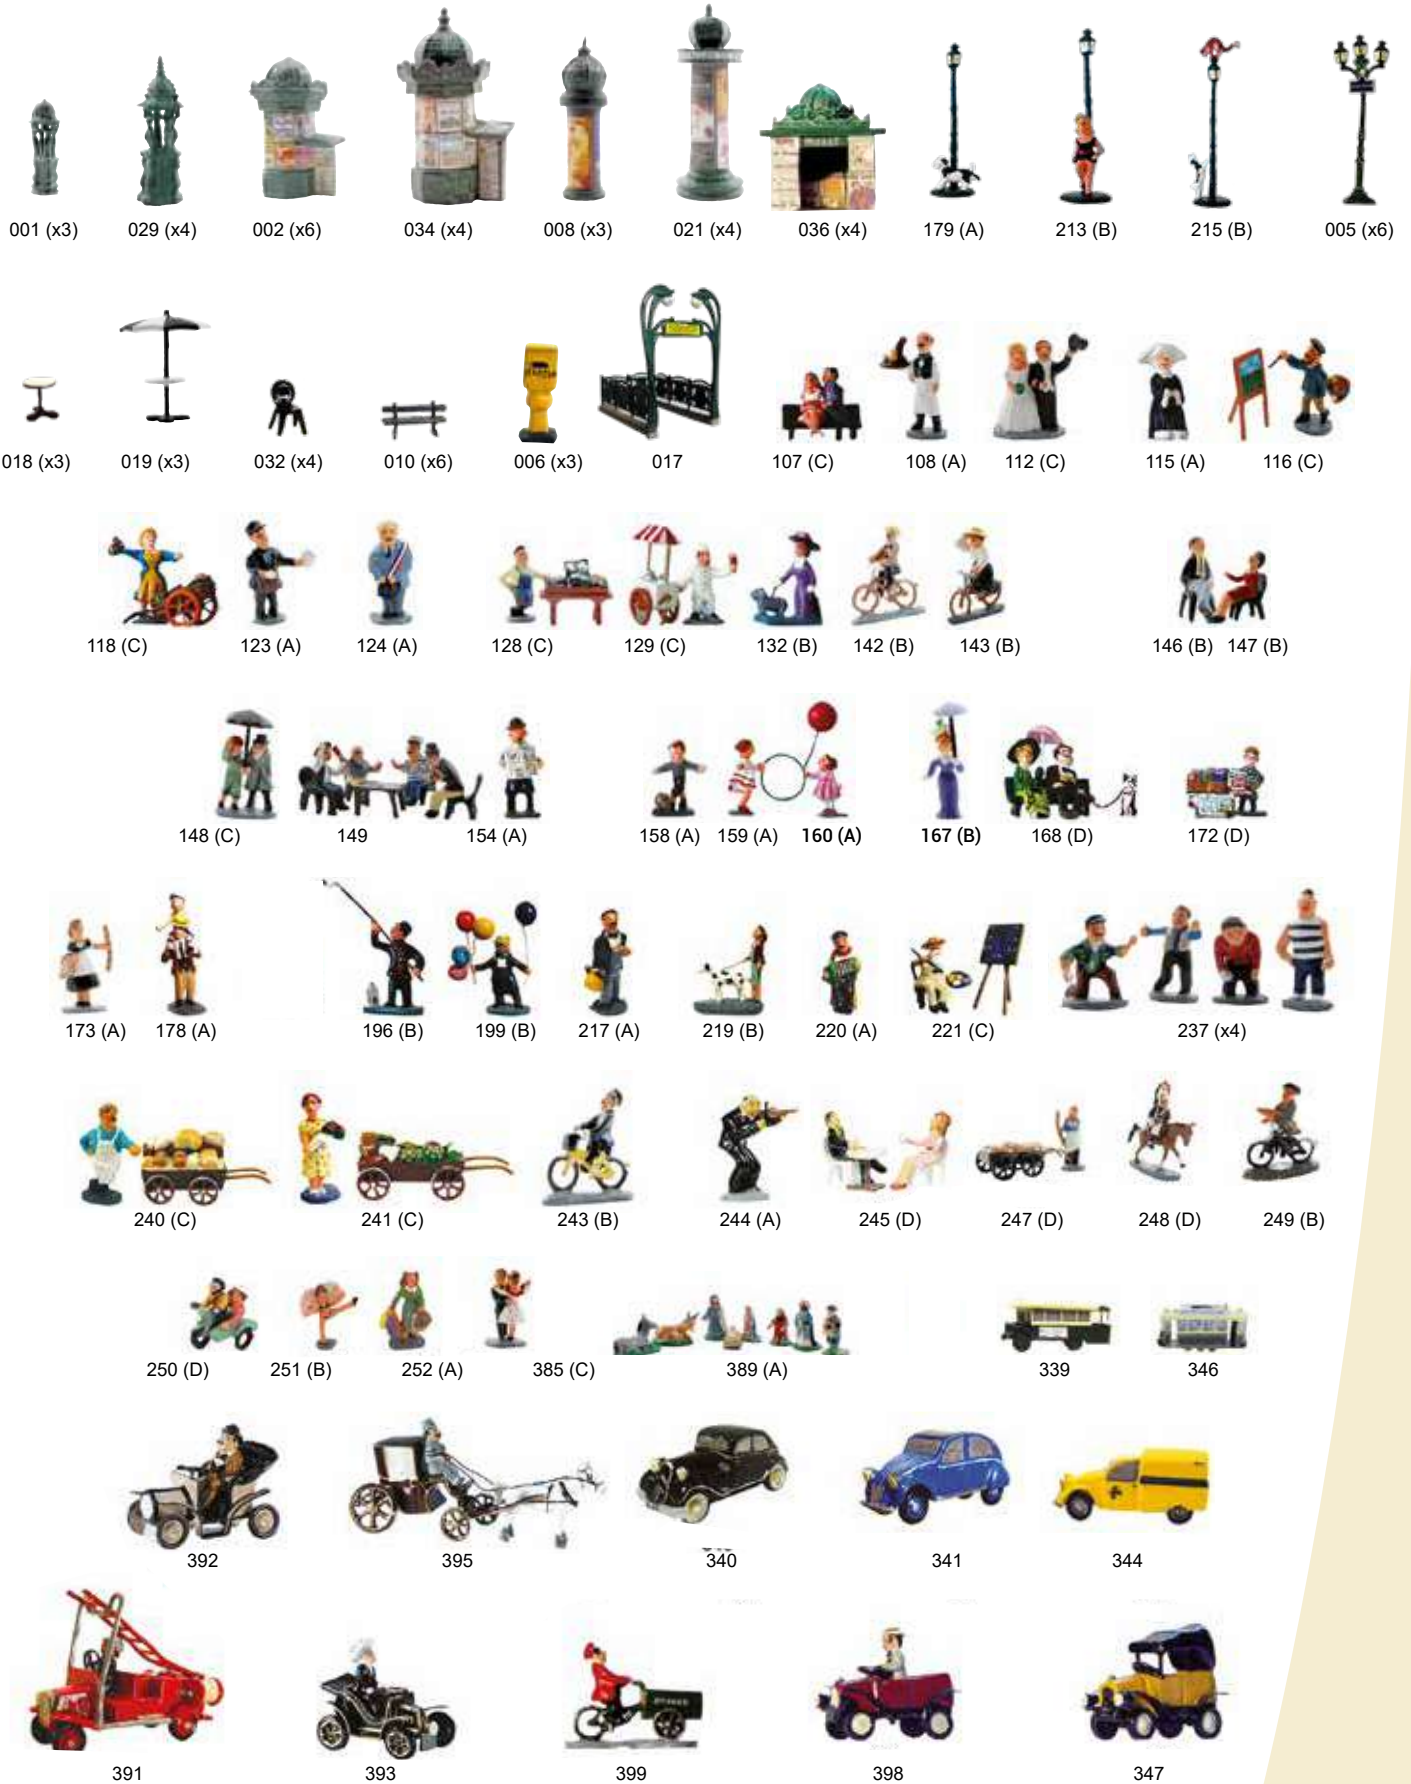 001 (x3) 029 (x4) 002 (x6) 034 (x4) 008 (x3) 021 (x4) 036 (x4) 179 (A) 213 (B) 215 (B) 005 (x6)
018 (x3) 019 (x3) 032 (x4) 010 (x6) 006 (x3) 017 107 (C) 108 (A) 112 (C) 115 (A) 116 (C)
118 (C) 123 (A) 124 (A) 128 (C) 129 (C) 132 (B) 142 (B) 143 (B) 146 (B) 147 (B)
148 (C) 149 154 (A) 158 (A) 159 (A) 160 (A) 167 (B) 168 (D) 172 (D)
173 (A) 178 (A) 196 (B) 199 (B) 217 (A) 219 (B) 220 (A) 221 (C) 237 (x4)
240 (C) 241 (C) 243 (B) 244 (A) 245 (D) 247 (D) 248 (D) 249 (B)
250 (D) 251 (B) 252 (A) 385 (C) 389 (A) 339 346
392 395 340 341 344
391 393 399 398 347